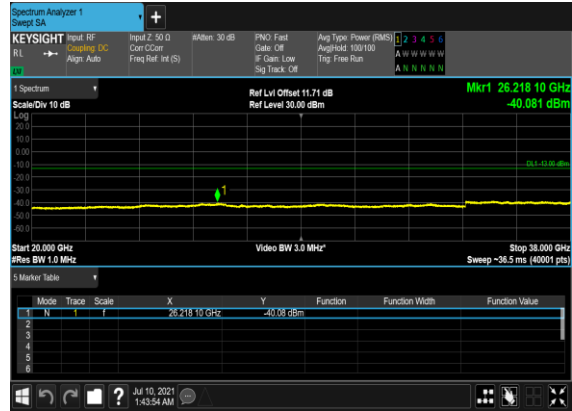 Spectrum Analyzer 1
Swept SA
+
KEYSIGHT Input: RF Input Z: 50 Ω #Atten: 30 dB PNO: Fast Avg Type: Power (RMS) 1 2 3 4 5 6
RL Coupling: DC Corr CCorr Gate: Off Avg|Hold: 100/100 A W W W W W
Align: Auto Freq Ref: Int (S) IF Gain: Low Trig: Free Run
Sig Track: Off A N N N N N
1 Spectrum Ref Lvl Offset 11.71 dB Mkr1 26.218 10 GHz
Scale/Div 10 dB Ref Level 30.00 dBm -40.081 dBm
Log
20.0
10.0
0.00
-10.0 DL1 -13.00 dBm
-20.0
-30.0
1
-40.0
-50.0
-60.0
Start 20.000 GHz Video BW 3.0 MHz* Stop 38.000 GHz
#Res BW 1.0 MHz Sweep ~36.5 ms (40001 pts)
5 Marker Table
Mode Trace Scale X Y Function Function Width Function Value
1 N 1 f 26.218 10 GHz -40.08 dBm
2
3
4
5
6
? Jul 10, 2021
1:43:54 AM